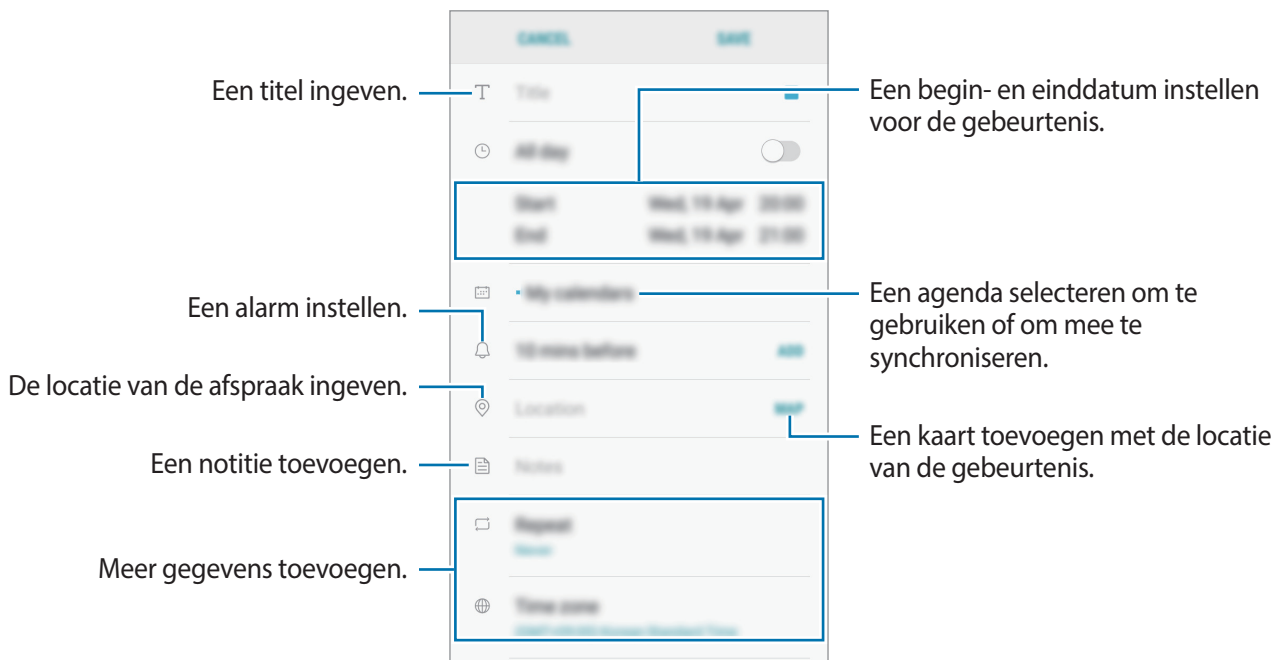 CANCEL SAVE
Een titel ingeven.
Title
Een begin- en einddatum instellen
voor de gebeurtenis.
All day
Start Wed, 19 Apr 20:00
End Wed, 19 Apr 21:00
Een alarm instellen.
My calendars
Een agenda selecteren om te
gebruiken of om mee te
synchroniseren.
10 mins before ADD
De locatie van de afspraak ingeven.
Location MAP
Een kaart toevoegen met de locatie
van de gebeurtenis.
Een notitie toevoegen.
Notes
Repeat
Never
Meer gegevens toevoegen.
Time zone